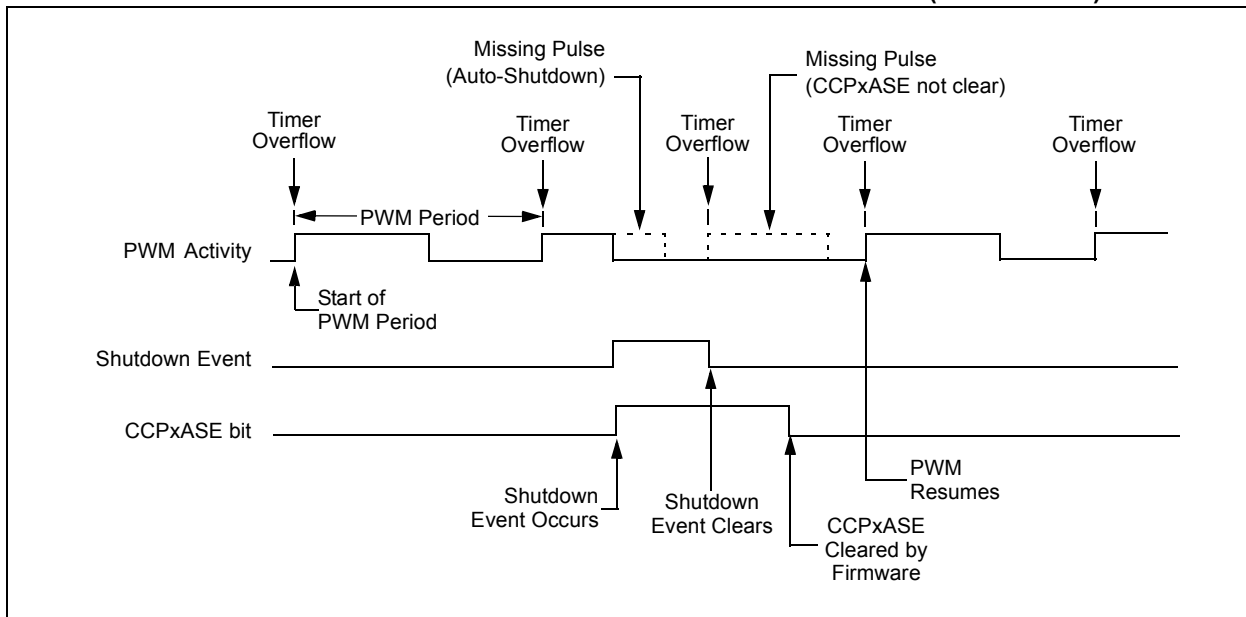 Missing Pulse
(Auto-Shutdown)
Missing Pulse
(CCPxASE not clear)
Timer
Overflow
Timer
Overflow
Timer
Overflow
Timer
Overflow
Timer
Overflow
PWM Period
PWM Activity
Start of
PWM Period
Shutdown Event
CCPxASE bit
Shutdown
Event Occurs
Shutdown
Event Clears
PWM
Resumes
CCPxASE
Cleared by
Firmware